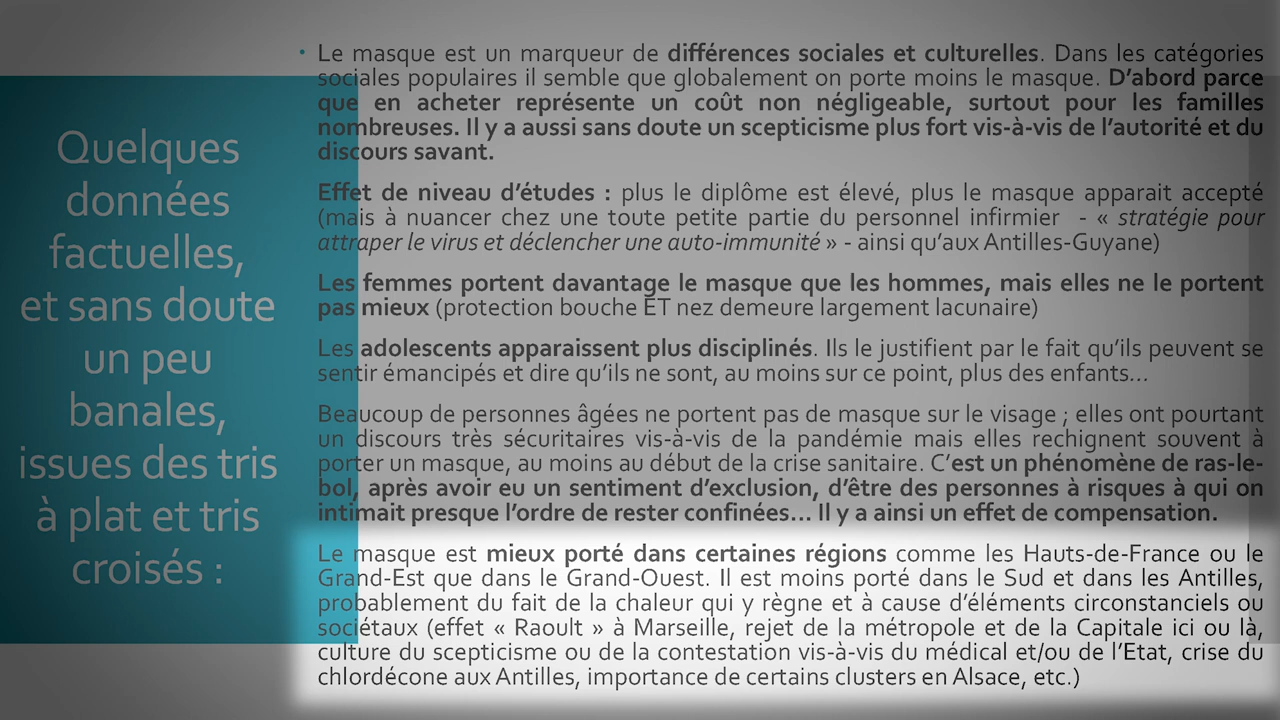 Quelques
données
factuelles,
et sans doute
un peu
banales,
issues des tris
à plat et tris
croisés :
• Le masque est un marqueur de différences sociales et culturelles. Dans les catégories
sociales populaires il semble que globalement on porte moins le masque. D’abord parce
que en acheter représente un coût non négligeable, surtout pour les familles
nombreuses. Il y a aussi sans doute un scepticisme plus fort vis-à-vis de l’autorité et du
discours savant.
Effet de niveau d’études : plus le diplôme est élevé, plus le masque apparait accepté
(mais à nuancer chez une toute petite partie du personnel infirmier - « stratégie pour
attraper le virus et déclencher une auto-immunité » - ainsi qu’aux Antilles-Guyane)
Les femmes portent davantage le masque que les hommes, mais elles ne le portent
pas mieux (protection bouche ET nez demeure largement lacunaire)
Les adolescents apparaissent plus disciplinés. Ils le justifient par le fait qu’ils peuvent se
sentir émancipés et dire qu’ils ne sont, au moins sur ce point, plus des enfants…
Beaucoup de personnes âgées ne portent pas de masque sur le visage ; elles ont pourtant
un discours très sécuritaires vis-à-vis de la pandémie mais elles rechignent souvent à
porter un masque, au moins au début de la crise sanitaire. C’est un phénomène de ras-le-
bol, après avoir eu un sentiment d’exclusion, d’être des personnes à risques à qui on
intimait presque l’ordre de rester confinées… Il y a ainsi un effet de compensation.
Le masque est mieux porté dans certaines régions comme les Hauts-de-France ou le
Grand-Est que dans le Grand-Ouest. Il est moins porté dans le Sud et dans les Antilles,
probablement du fait de la chaleur qui y règne et à cause d’éléments circonstanciels ou
sociétaux (effet « Raoult » à Marseille, rejet de la métropole et de la Capitale ici ou là,
culture du scepticisme ou de la contestation vis-à-vis du médical et/ou de l’Etat, crise du
chlordécone aux Antilles, importance de certains clusters en Alsace, etc.)